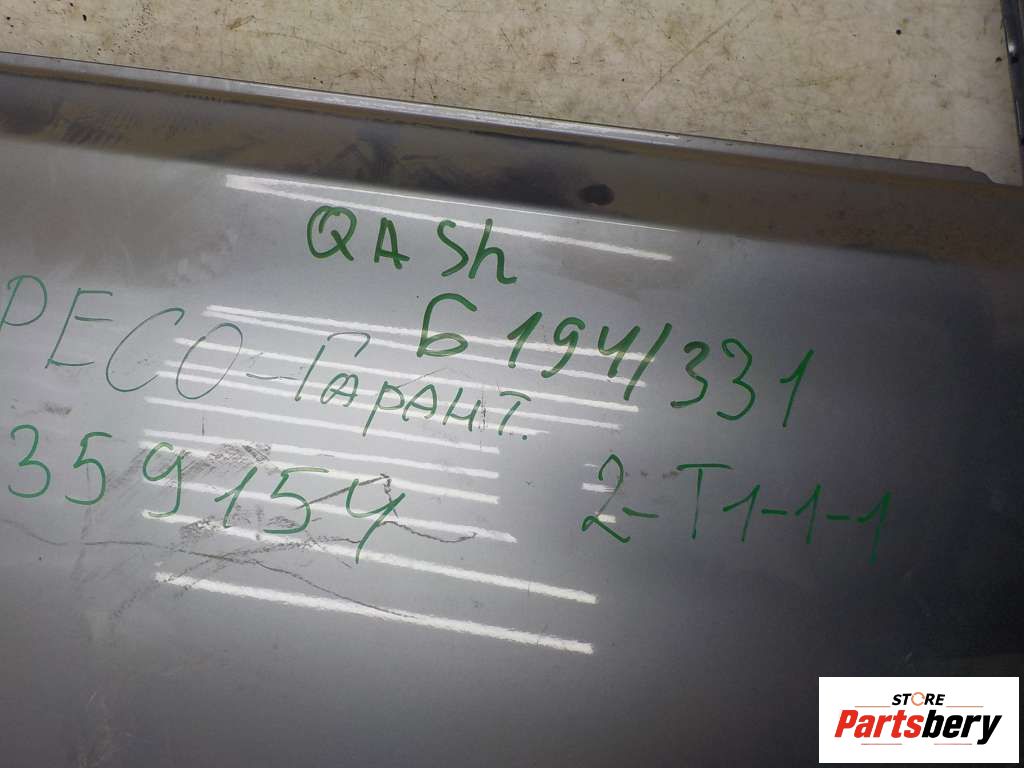 QASh
Б 194/331
РЕСО-Гарант.
359154
2-T1-1-1
STORE
Partsbery